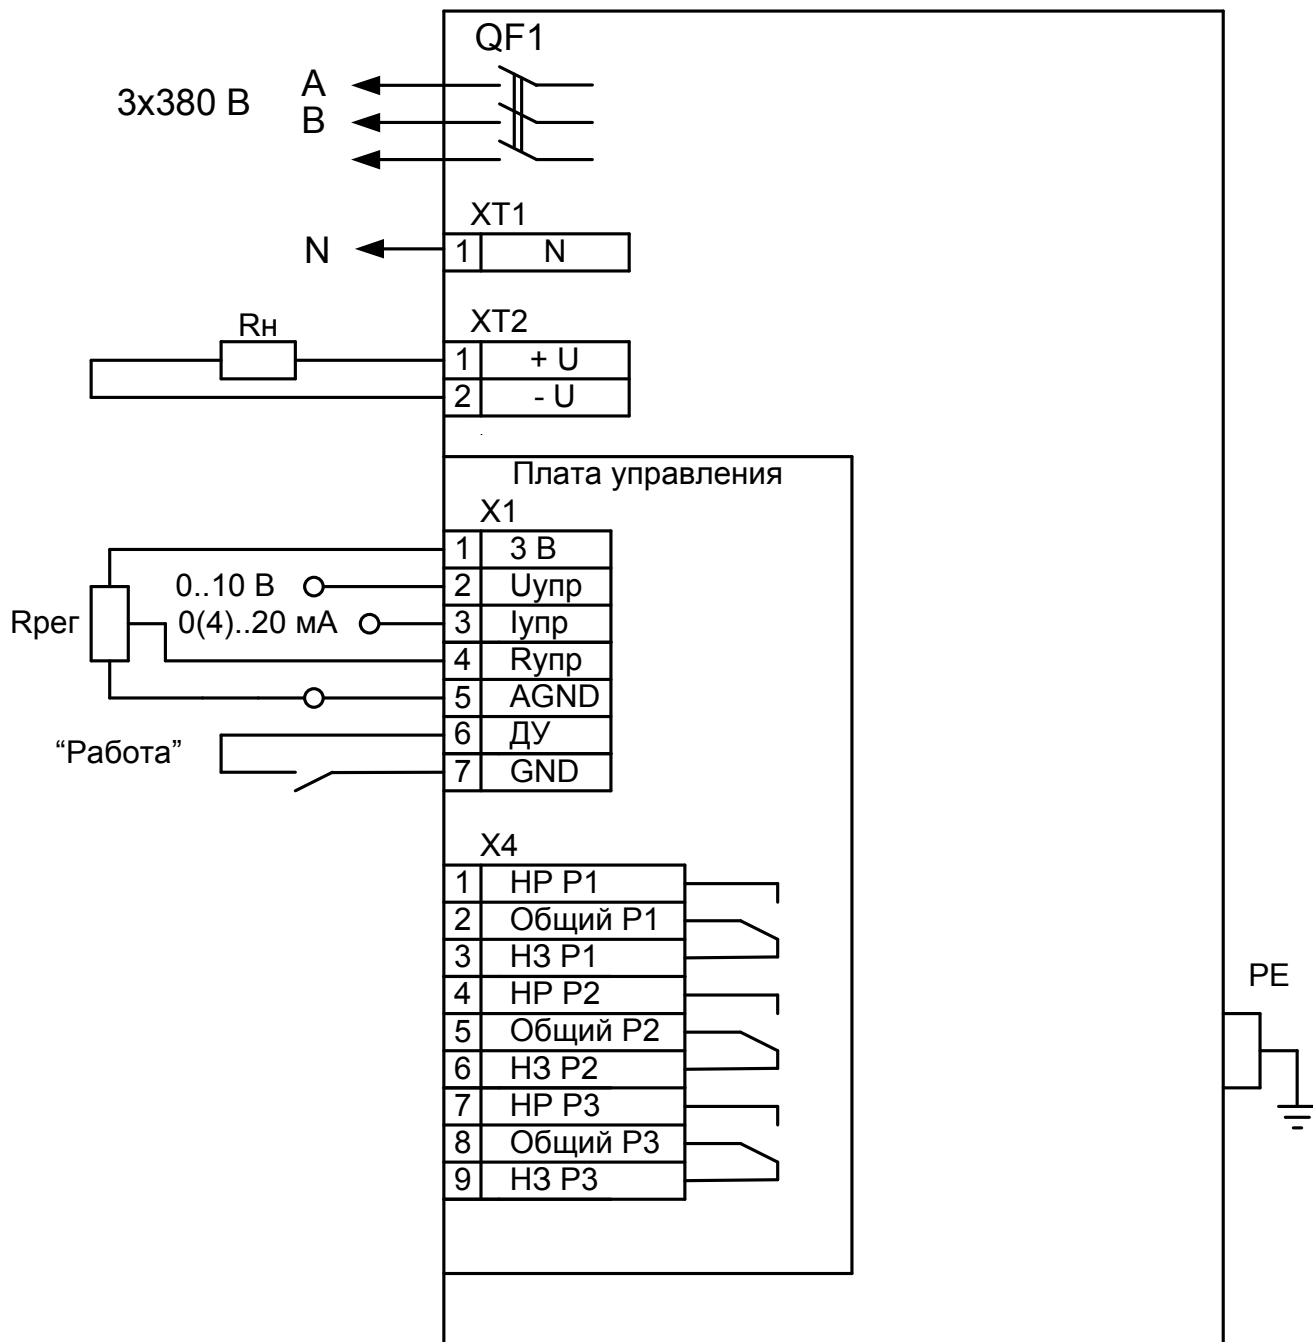 QF1
3x380 В
A
B
XT1
N
1 N
Rн
XT2
1 + U
2 - U
Плата управления
X1
1 3 В
0..10 В 2 Uупр
Rрег 0(4)..20 мА 3 Iупр
4 Rупр
5 AGND
“Работа” 6 ДУ
7 GND
X4
1 НР Р1
2 Общий Р1
3 НЗ Р1
4 НР Р2
PE
5 Общий Р2
6 НЗ Р2
7 НР Р3
8 Общий Р3
9 НЗ Р3